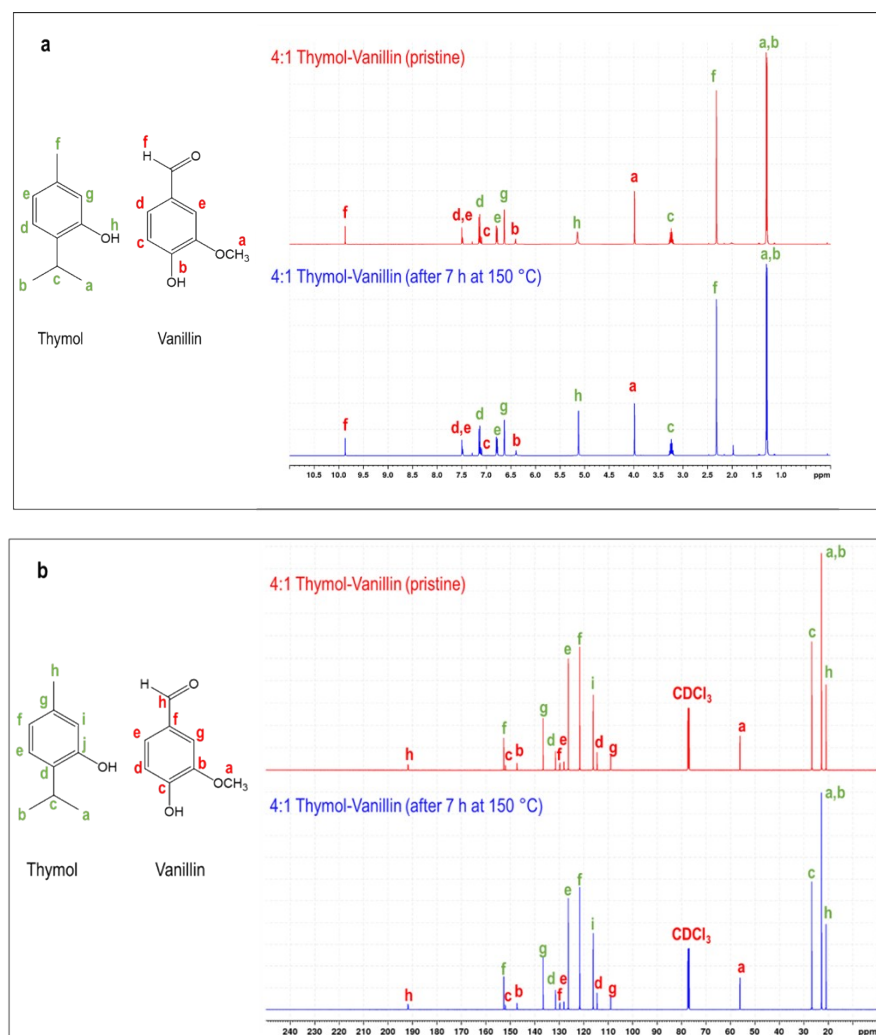 a
4:1 Thymol-Vanillin (pristine)
a,b
f
a
f
d,e
d
c
g
e
b
h
c
f
e
g
d
h
OH
b
c
a
Thymol
f
H
O
d
e
c
a
OCH3
b
OH
Vanillin
4:1 Thymol-Vanillin (after 7 h at 150 °C)
a,b
f
a
h
f
d,e
d
c
g
e
b
c
10.5 10.0 9.5 9.0 8.5 8.0 7.5 7.0 6.5 6.0 5.5 5.0 4.5 4.0 3.5 3.0 2.5 2.0 1.5 1.0 ppm
b
4:1 Thymol-Vanillin (pristine)
a,b
c
h
f
e
i
CDCl3
g
f
d
e
d
a
h
c
b
f
g
h
g
f
i
e
j
OH
d
b
c
a
Thymol
H
O
h
f
e
g
d
b
a
OCH3
c
OH
Vanillin
4:1 Thymol-Vanillin (after 7 h at 150 °C)
a,b
c
h
f
e
i
CDCl3
g
f
d
e
d
a
h
c
b
f
g
240 230 220 210 200 190 180 170 160 150 140 130 120 110 100 90 80 70 60 50 40 30 20 ppm